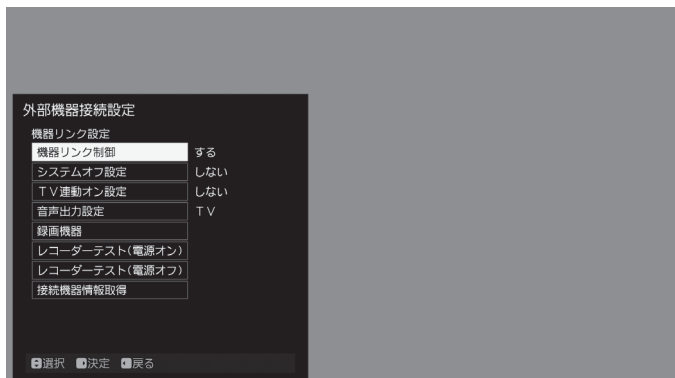 外部機器接続設定
機器リンク設定
機器リンク制御 する
システムオフ設定 しない
ＴＶ連動オン設定 しない
音声出力設定 ＴＶ
録画機器
レコーダーテスト(電源オン)
レコーダーテスト(電源オフ)
接続機器情報取得
選択 決定 戻る